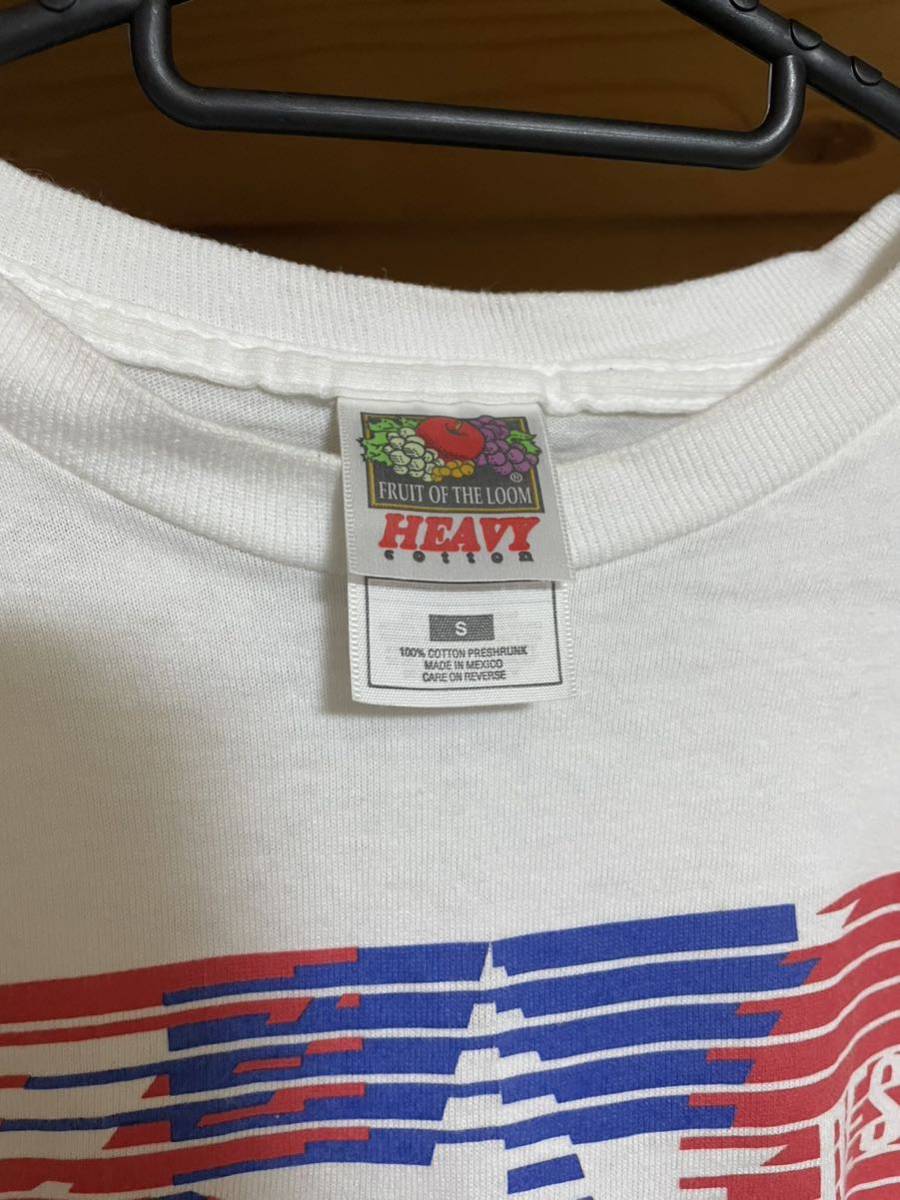 FRUIT OF THE LOOM ®
HEAVY
cotton
S
100% COTTON PRESHRUNK
MADE IN MEXICO
CARE ON REVERSE